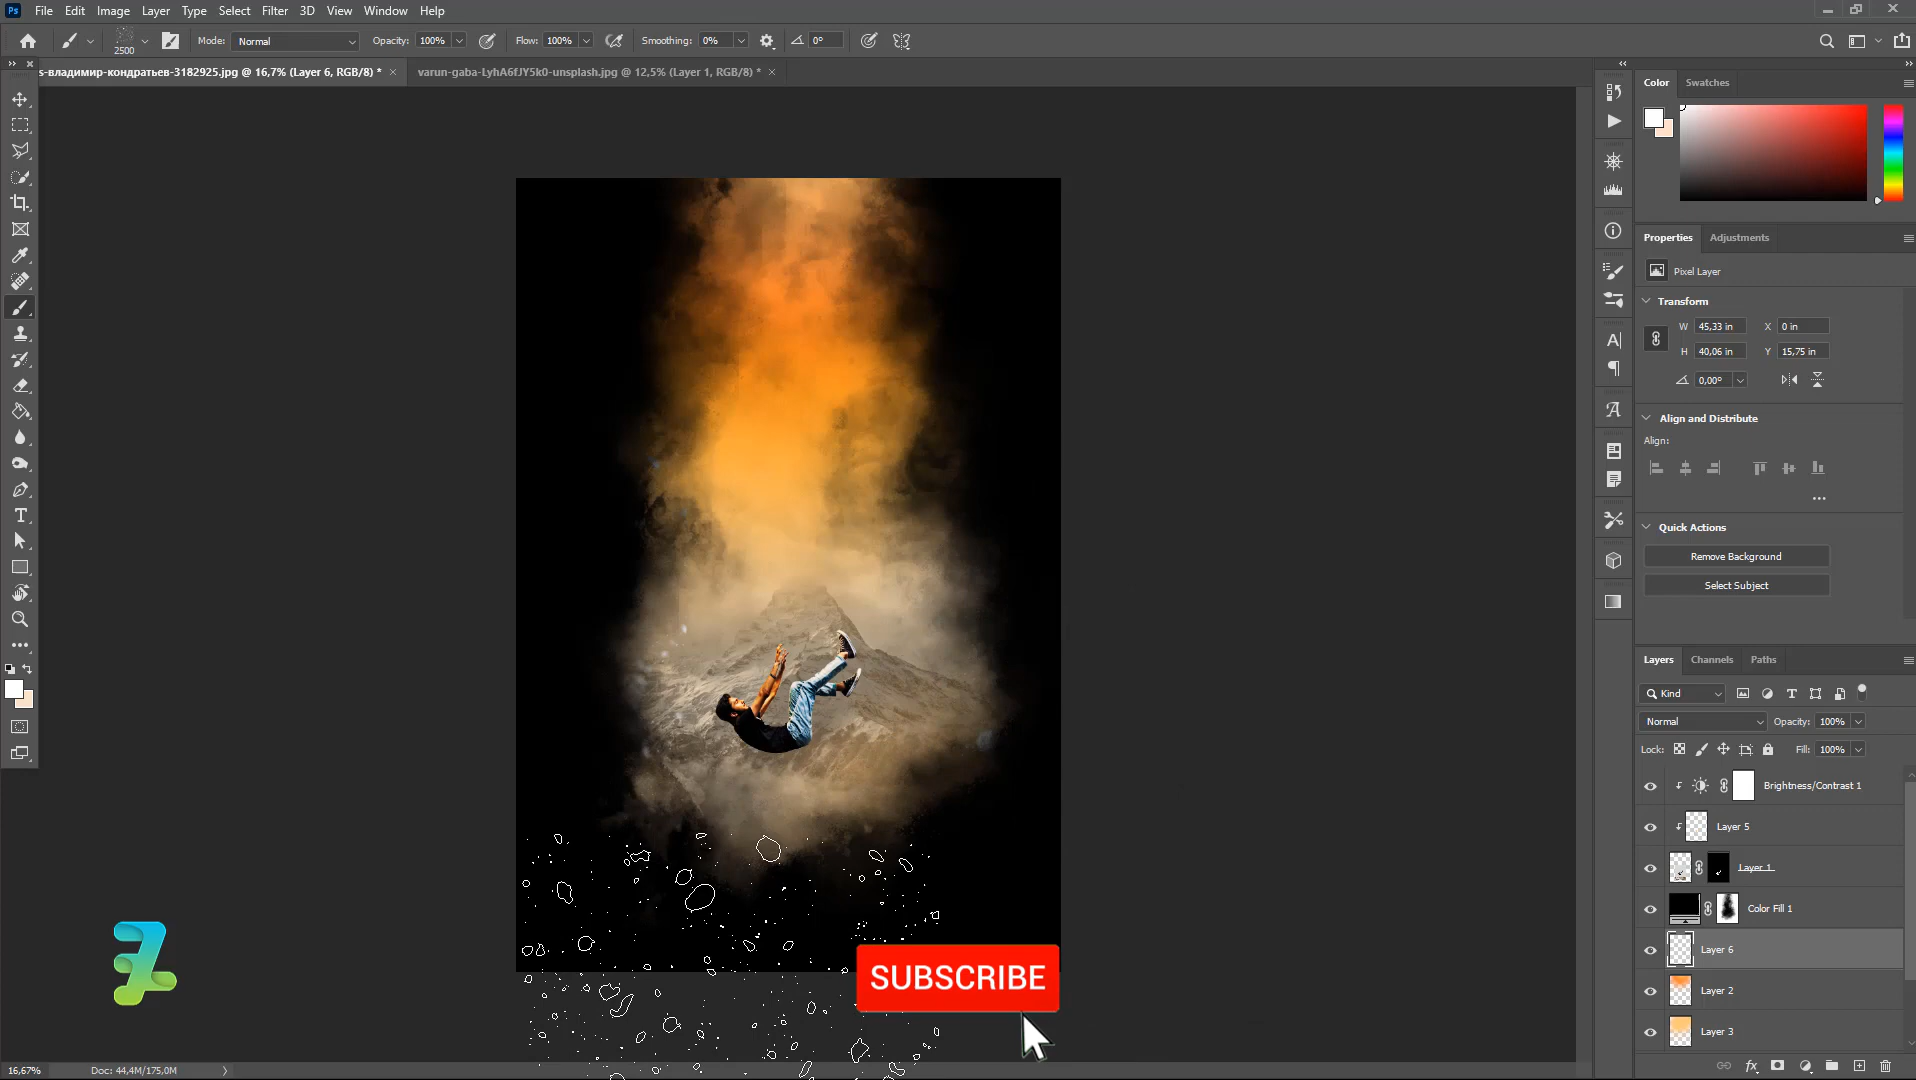 Ps File Edit Image Layer Type Select Filter 3D View Window Help
2500 Mode: Normal Opacity: 100% Flow: 100% Smoothing: 0% 0°
s-владимир-кондратьев-3182925.jpg @ 16,7% (Layer 6, RGB/8) * varun-gaba-LyhA6fJY5k0-unsplash.jpg @ 12,5% (Layer 1, RGB/8) *
Color Swatches
Properties Adjustments
Pixel Layer
Transform
W 45,33 in X 0 in
H 40,06 in Y 15,75 in
0,00°
Align and Distribute
Align:
Quick Actions
Remove Background
Select Subject
Layers Channels Paths
Kind
Normal Opacity: 100%
Lock: Fill: 100%
Brightness/Contrast 1
Layer 5
Layer 1
Color Fill 1
Layer 6
Layer 2
Layer 3
SUBSCRIBE
16,67% Doc: 44,4M/175,0M